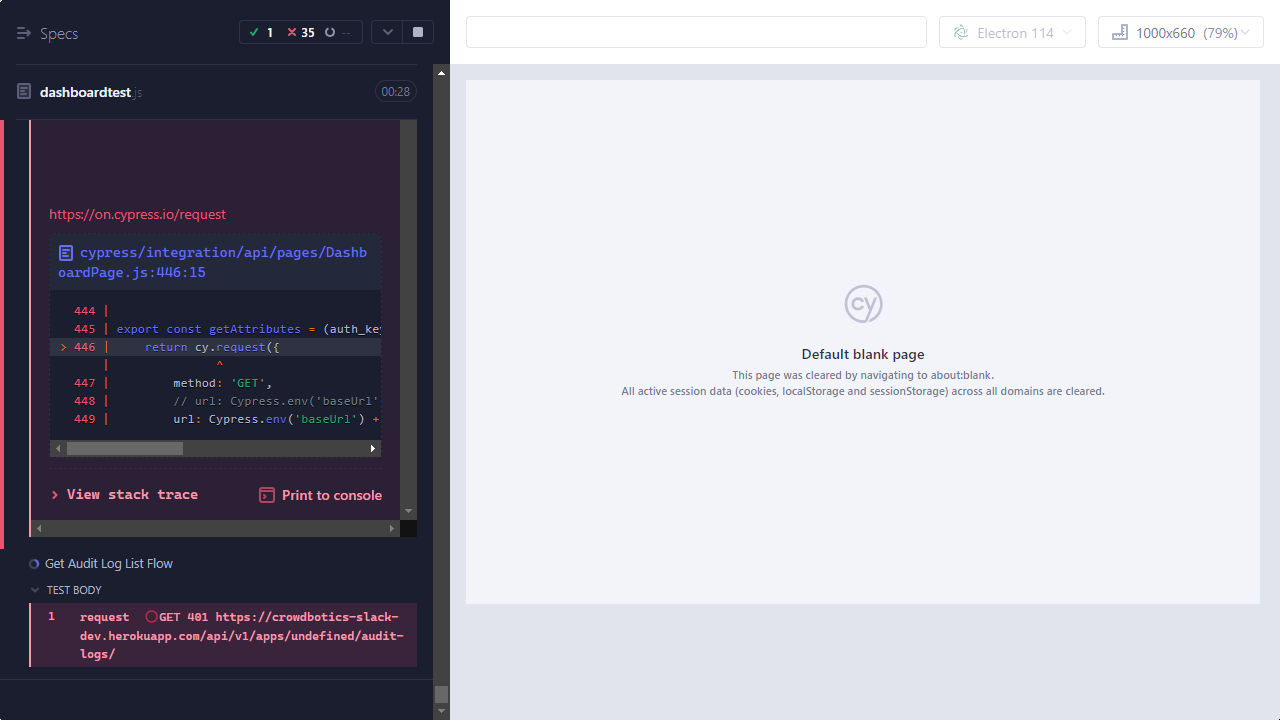 Specs
1 35 --
Electron 114
1000x660 (79%)
dashboardtest.js
00:28
https://on.cypress.io/request
cypress/integration/api/pages/Dash
boardPage.js:446:15
444 |
445 | export const getAttributes = (auth_key
> 446 |     return cy.request({
|               ^
447 |         method: 'GET',
448 |         // url: Cypress.env('baseUrl'
449 |         url: Cypress.env('baseUrl') +
> View stack trace
Print to console
Get Audit Log List Flow
TEST BODY
1 request GET 401 https://crowdbotics-slack-
dev.herokuapp.com/api/v1/apps/undefined/audit-
logs/
cy
Default blank page
This page was cleared by navigating to about:blank.
All active session data (cookies, localStorage and sessionStorage) across all domains are cleared.